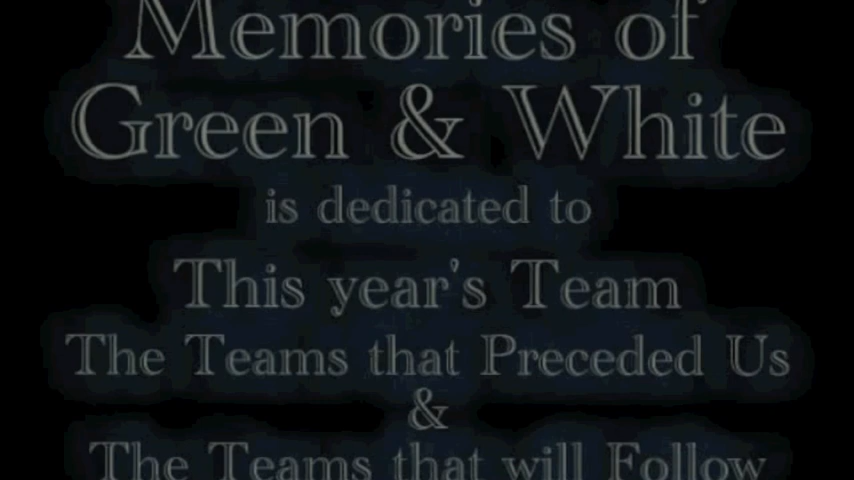 Memories of
Green & White
is dedicated to
This year's Team
The Teams that Preceded Us
&
The Teams that will Follow